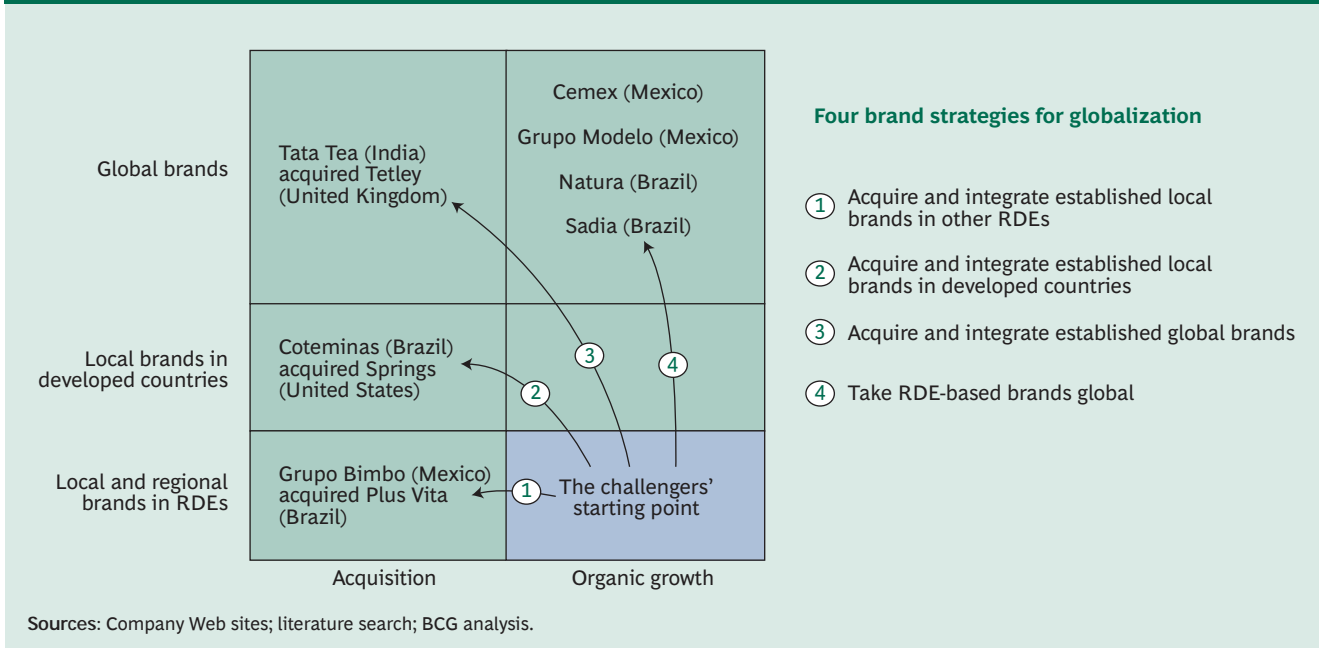 Global brands
Tata Tea (India)
acquired Tetley
(United Kingdom)
Cemex (Mexico)
Grupo Modelo (Mexico)
Natura (Brazil)
Sadia (Brazil)
Local brands in
developed countries
Coteminas (Brazil)
acquired Springs
(United States)
2
3
4
Local and regional
brands in RDEs
Grupo Bimbo (Mexico)
acquired Plus Vita
(Brazil)
1
The challengers’
starting point
Acquisition
Organic growth
Four brand strategies for globalization
1 Acquire and integrate established local
brands in other RDEs
2 Acquire and integrate established local
brands in developed countries
3 Acquire and integrate established global brands
4 Take RDE-based brands global
Sources: Company Web sites; literature search; BCG analysis.